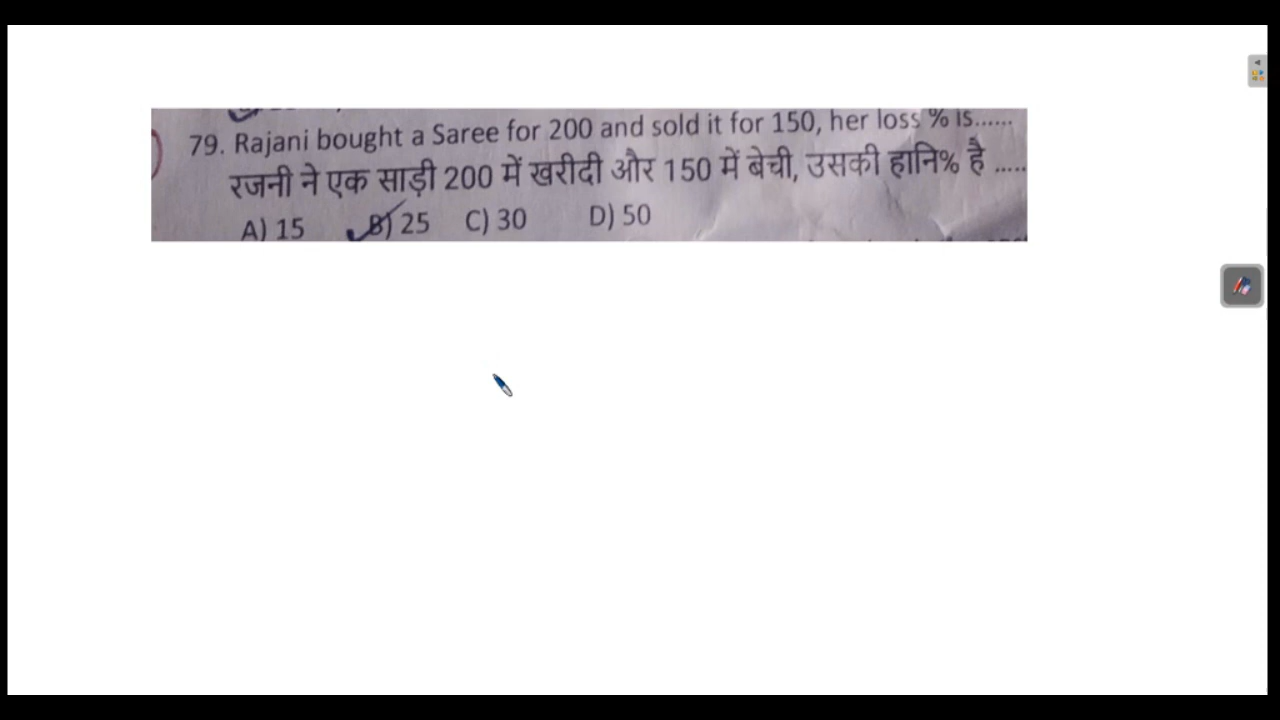 79. Rajani bought a Saree for 200 and sold it for 150, her loss % is......
रजनी ने एक साड़ी 200 में खरीदी और 150 में बेची, उसकी हानि% है .....
A) 15 B) 25 C) 30 D) 50